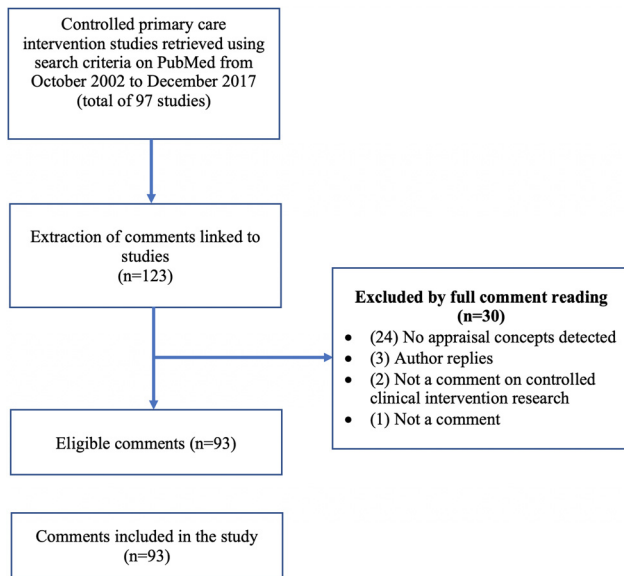 Controlled primary care
intervention studies retrieved using
search criteria on PubMed from
October 2002 to December 2017
(total of 97 studies)
Extraction of comments linked to
studies
(n=123)
Excluded by full comment reading
(n=30)
• (24) No appraisal concepts detected
• (3) Author replies
• (2) Not a comment on controlled
clinical intervention research
• (1) Not a comment
Eligible comments (n=93)
Comments included in the study
(n=93)